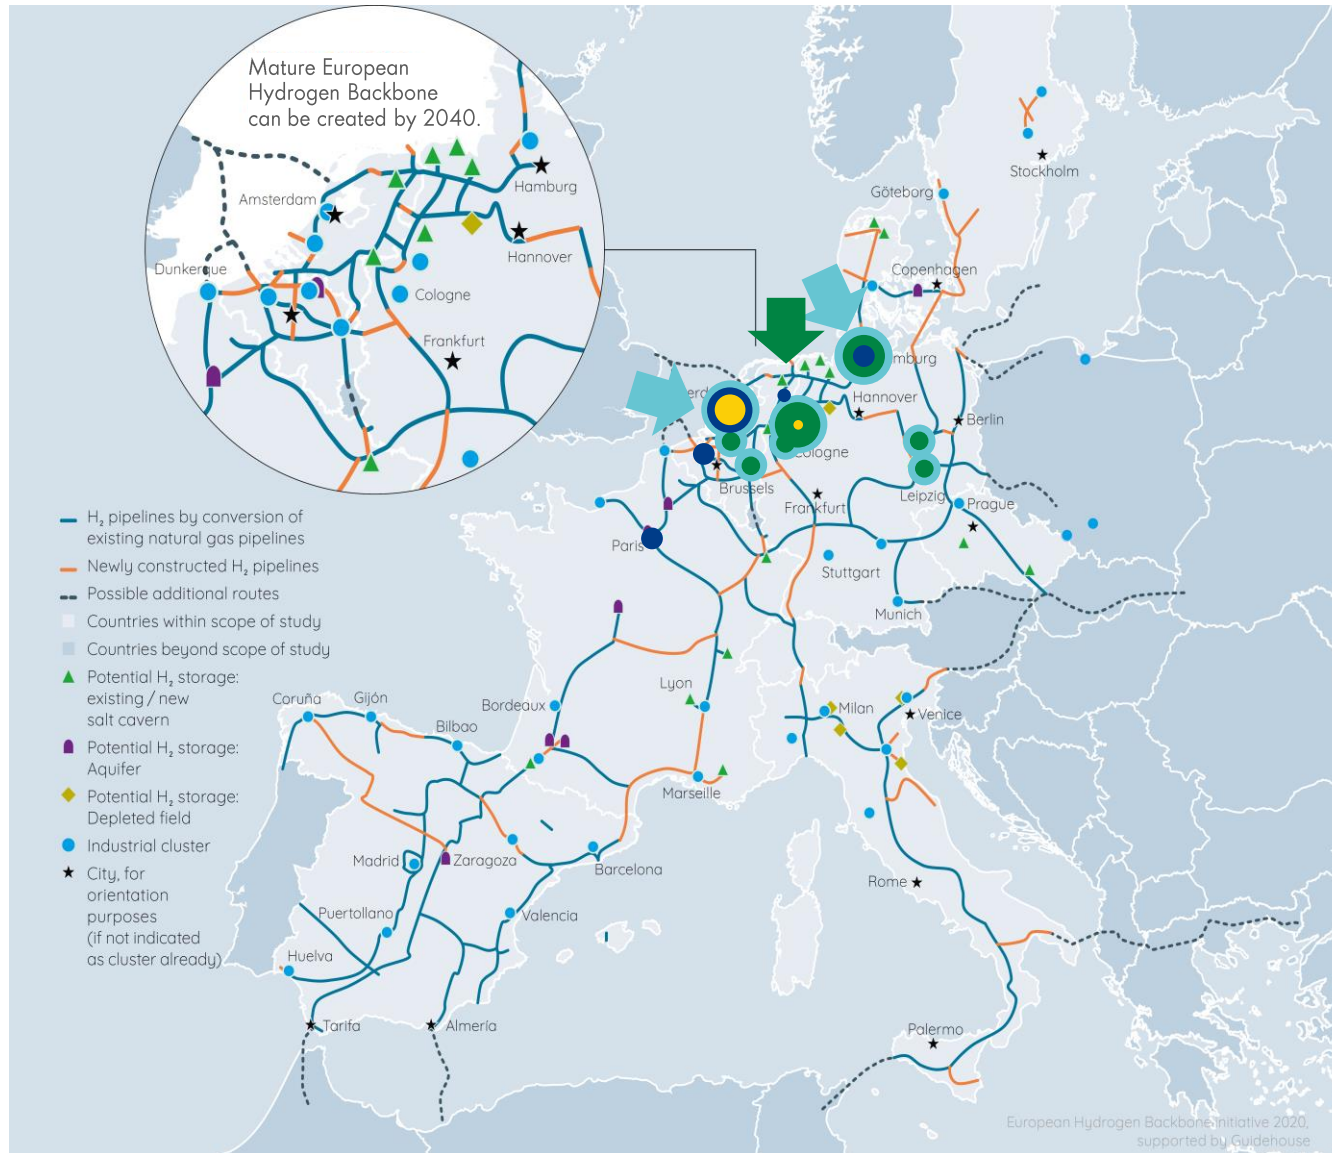 Mature European
Hydrogen Backbone
can be created by 2040.
Hamburg
Amsterdam
Hannover
Dunkerque
Cologne
Frankfurt
Stockholm
Göteborg
Copenhagen
Hannover
Berlin
Cologne
Brussels
Leipzig
Frankfurt
Prague
Paris
Stuttgart
Munich
H₂ pipelines by conversion of
existing natural gas pipelines
Newly constructed H₂ pipelines
Possible additional routes
Countries within scope of study
Countries beyond scope of study
Potential H₂ storage:
existing / new
salt cavern
Potential H₂ storage:
Aquifer
Potential H₂ storage:
Depleted field
Industrial cluster
City, for
orientation
purposes
(if not indicated
as cluster already)
Coruña
Gijón
Bilbao
Bordeaux
Lyon
Milan
Venice
Marseille
Madrid
Zaragoza
Barcelona
Puertollano
Valencia
Rome
Huelva
Tarifa
Almería
Palermo
European Hydrogen Backbone initiative 2020,
supported by Guidehouse